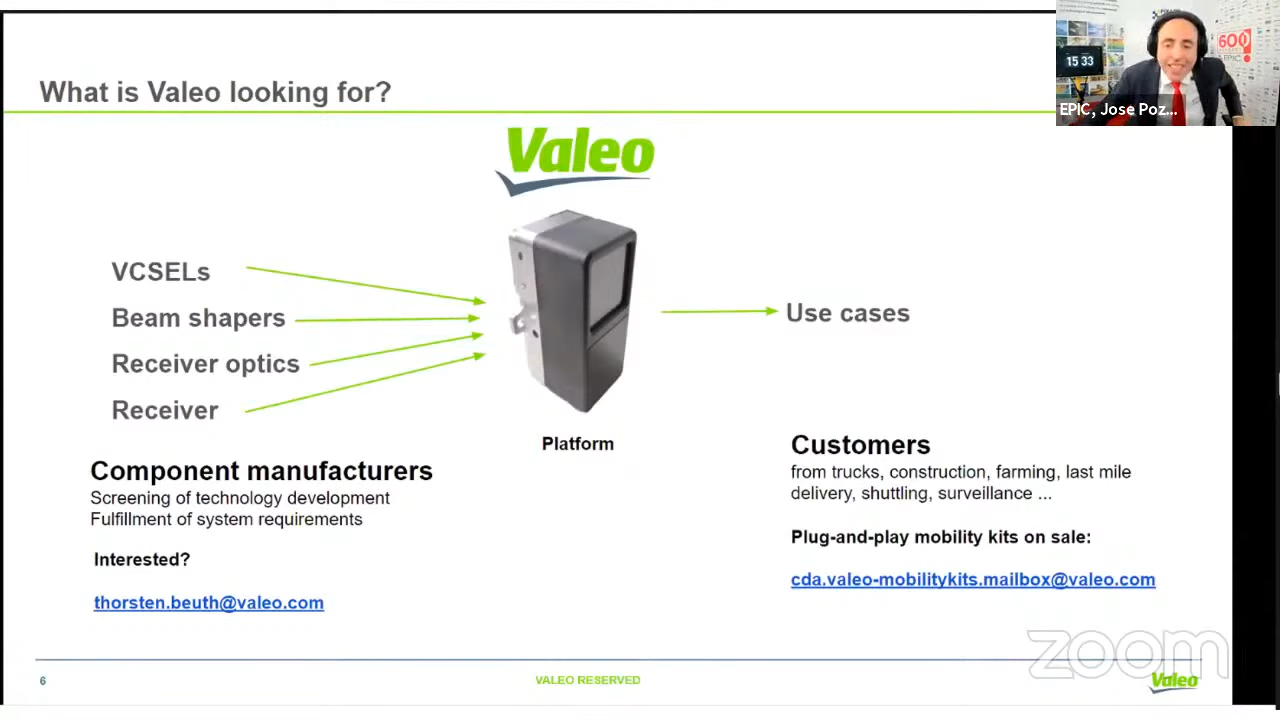 What is Valeo looking for?
15 33
600
EPIC
EPIC, Jose Poz...
Valeo
VCSELs
Beam shapers
Receiver optics
Receiver
Use cases
Platform
Component manufacturers
Screening of technology development
Fulfillment of system requirements
Interested?
thorsten.beuth@valeo.com
Customers
from trucks, construction, farming, last mile
delivery, shuttling, surveillance ...
Plug-and-play mobility kits on sale:
cda.valeo-mobilitykits.mailbox@valeo.com
zoom
6
VALEO RESERVED
Valeo